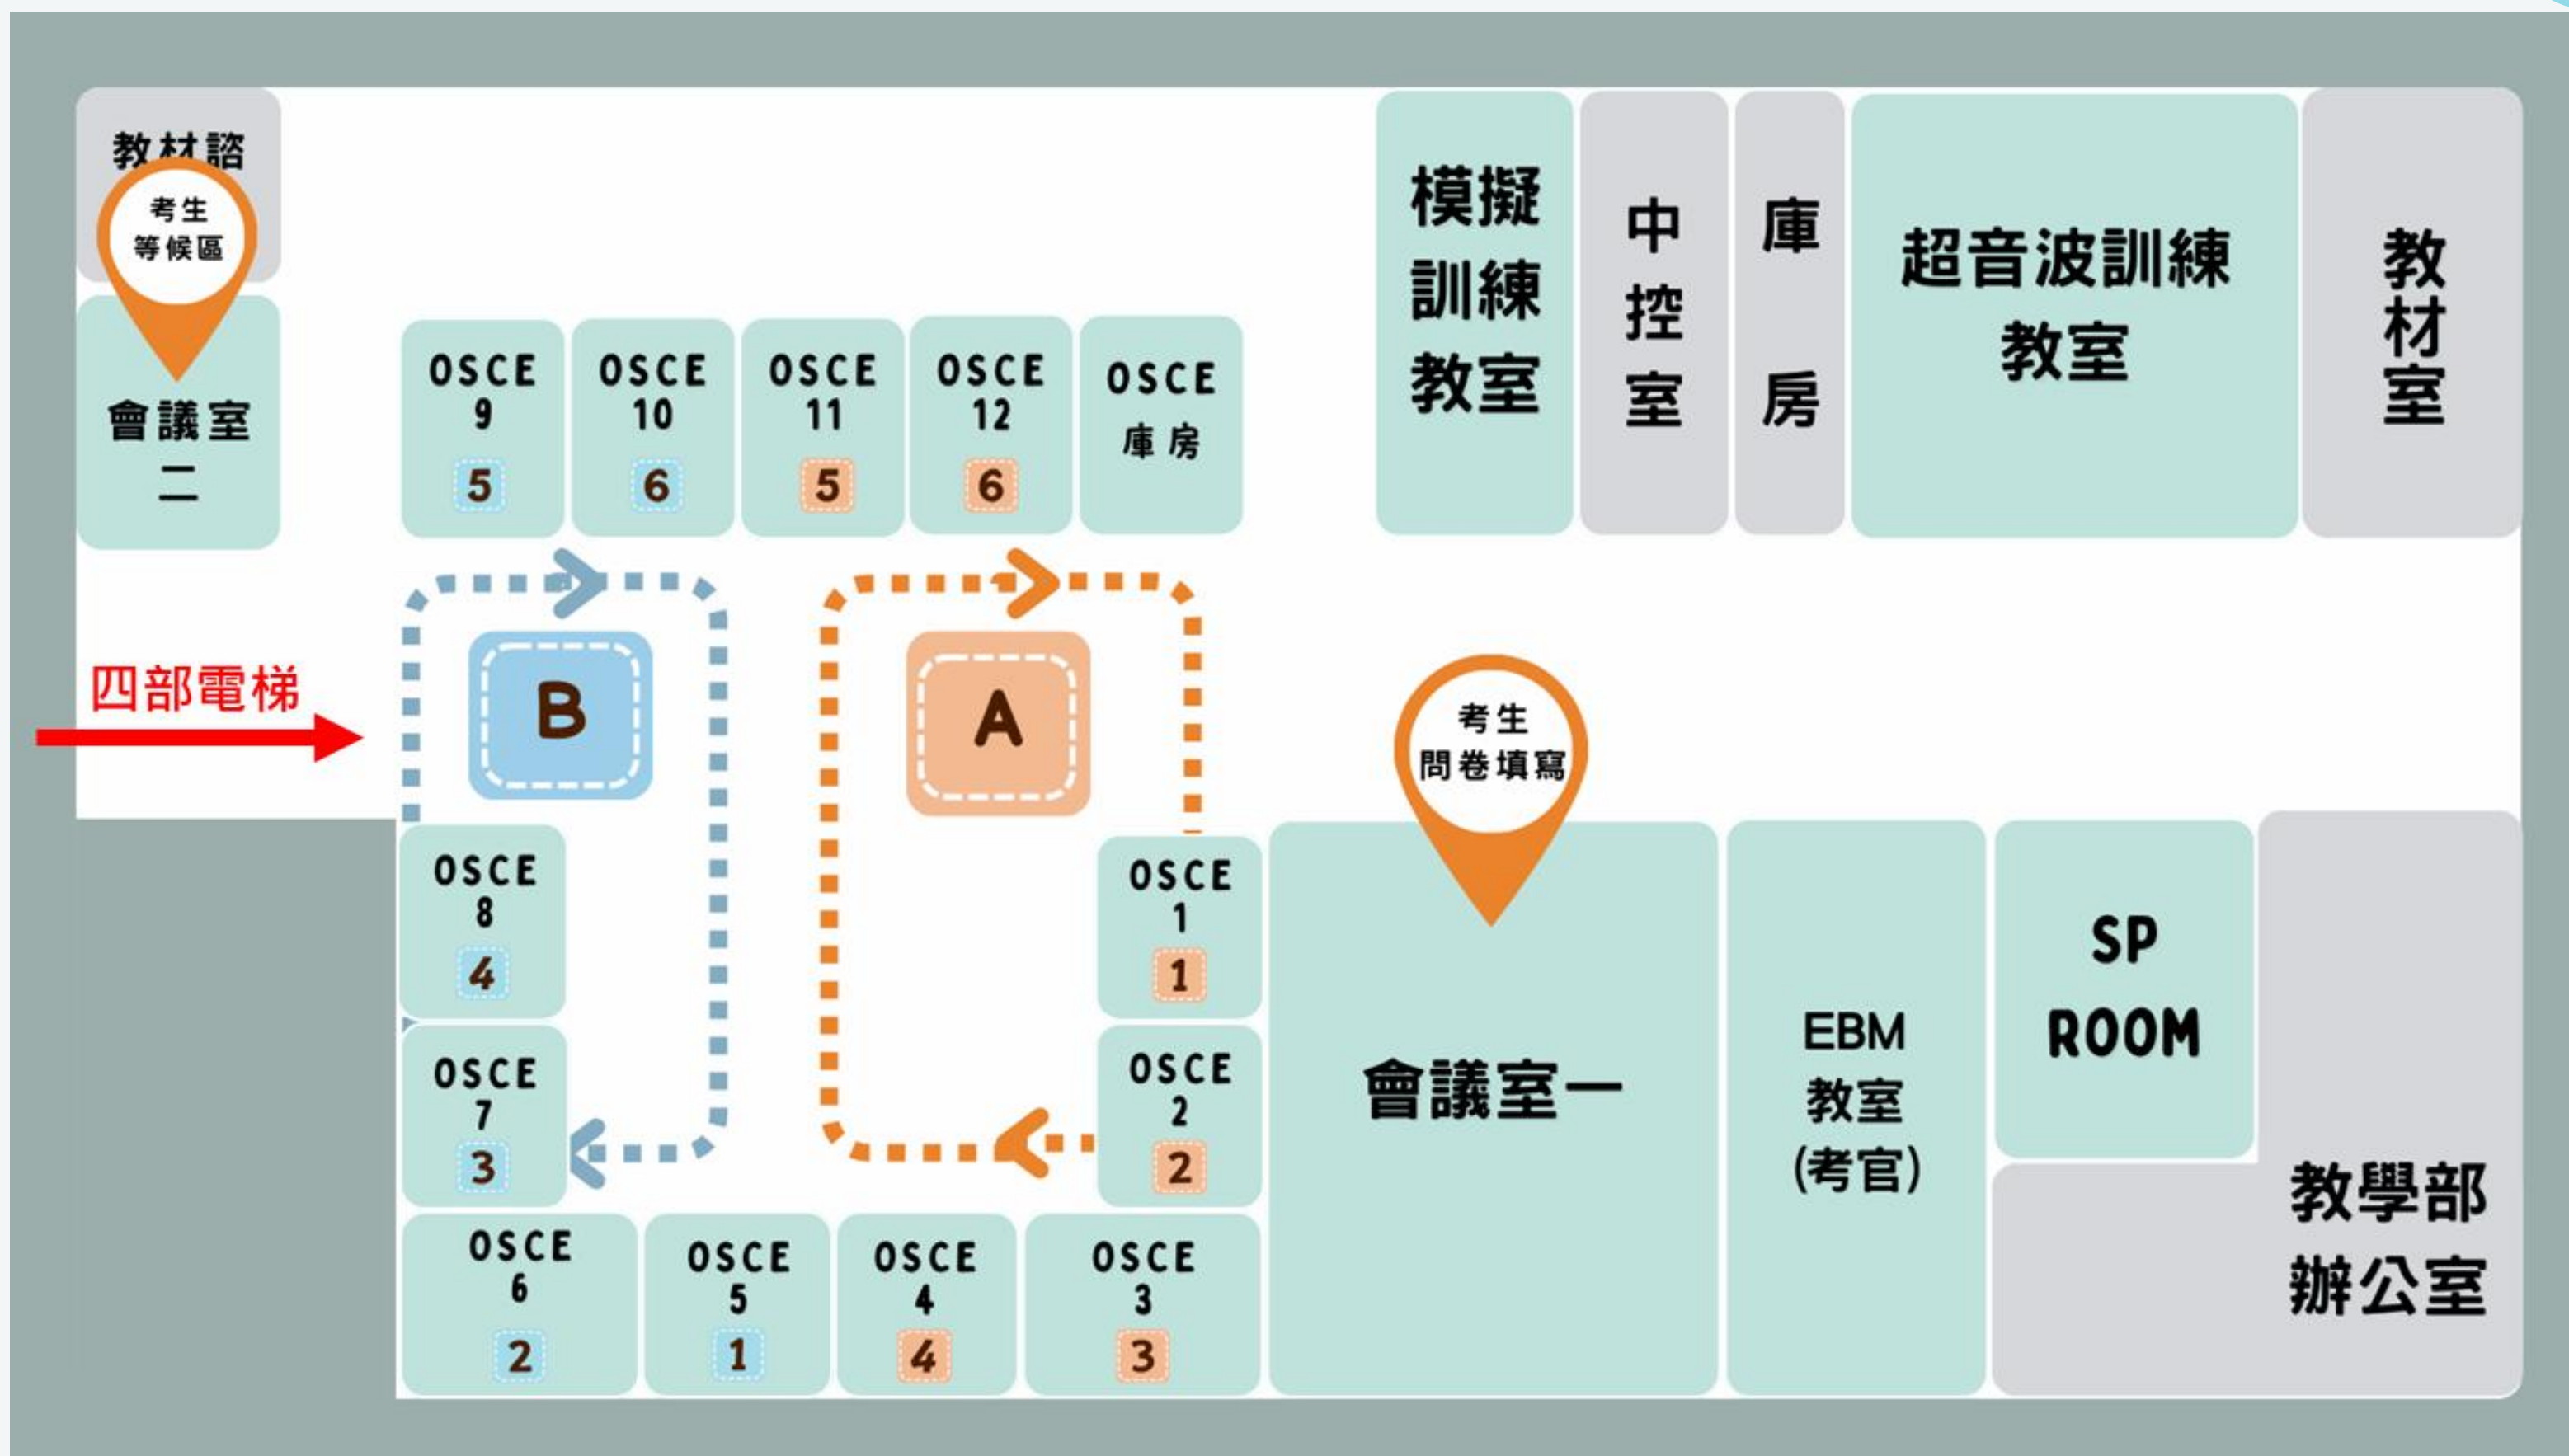 教材諮
考生
等候區
會議室
二
四部電梯
OSCE
9
5
OSCE
10
6
OSCE
11
5
OSCE
12
6
OSCE
庫房
模擬
訓練
教室
中
控
室
庫
房
超音波訓練
教室
教
材
室
B
A
考生
問卷填寫
OSCE
8
4
OSCE
7
3
OSCE
6
2
OSCE
5
1
OSCE
4
4
OSCE
3
3
OSCE
1
1
OSCE
2
2
會議室一
EBM
教室
(考官)
SP
ROOM
教學部
辦公室